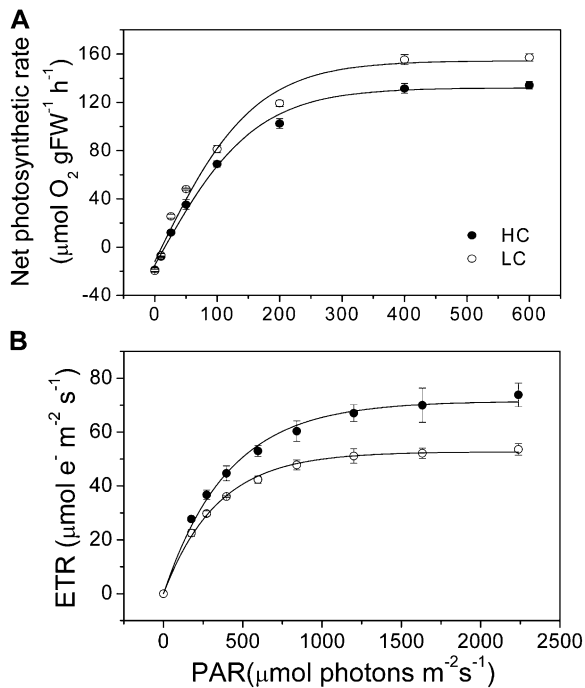 A
Net photosynthetic rate
(μmol O₂ gFW⁻¹ h⁻¹)
160
120
80
40
0
-40
HC
LC
0 100 200 300 400 500 600
B
ETR (μmol e⁻ m⁻² s⁻¹)
80
60
40
20
0
0 500 1000 1500 2000 2500
PAR(μmol photons m⁻²s⁻¹)